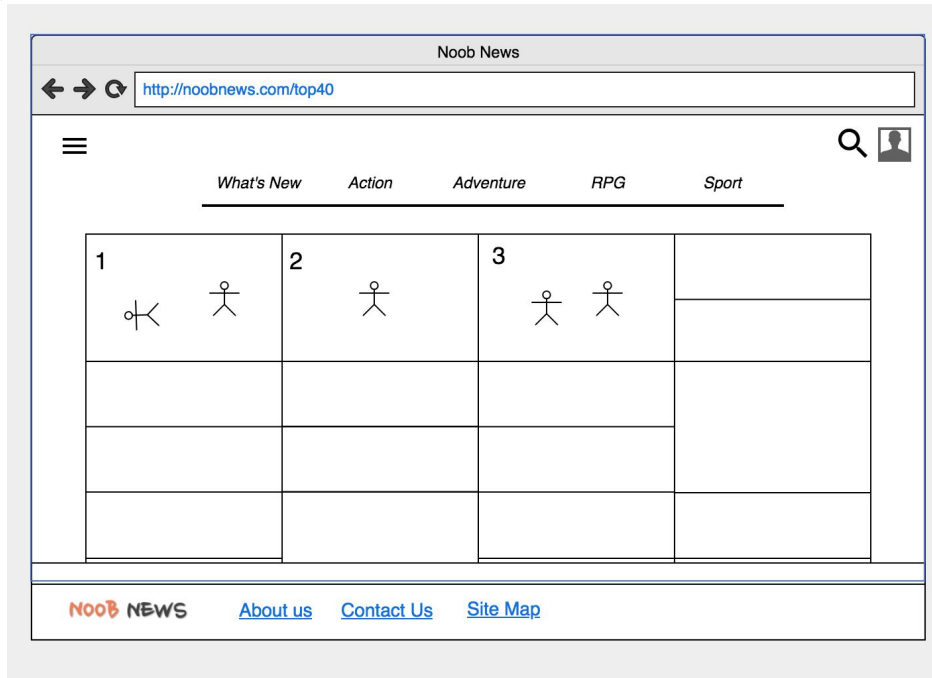 Noob News
http://noobnews.com/top40
What's New Action Adventure RPG Sport
1 2 3
NOOB NEWS About us Contact Us Site Map